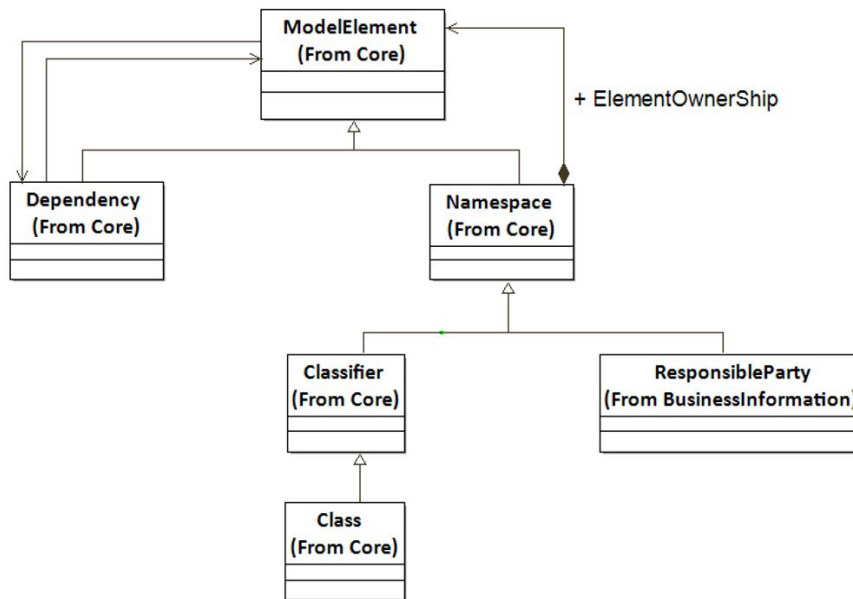 ModelElement
(From Core)
+ ElementOwnerShip
Dependency
(From Core)
Namespace
(From Core)
Classifier
(From Core)
ResponsibleParty
(From BusinessInformation)
Class
(From Core)